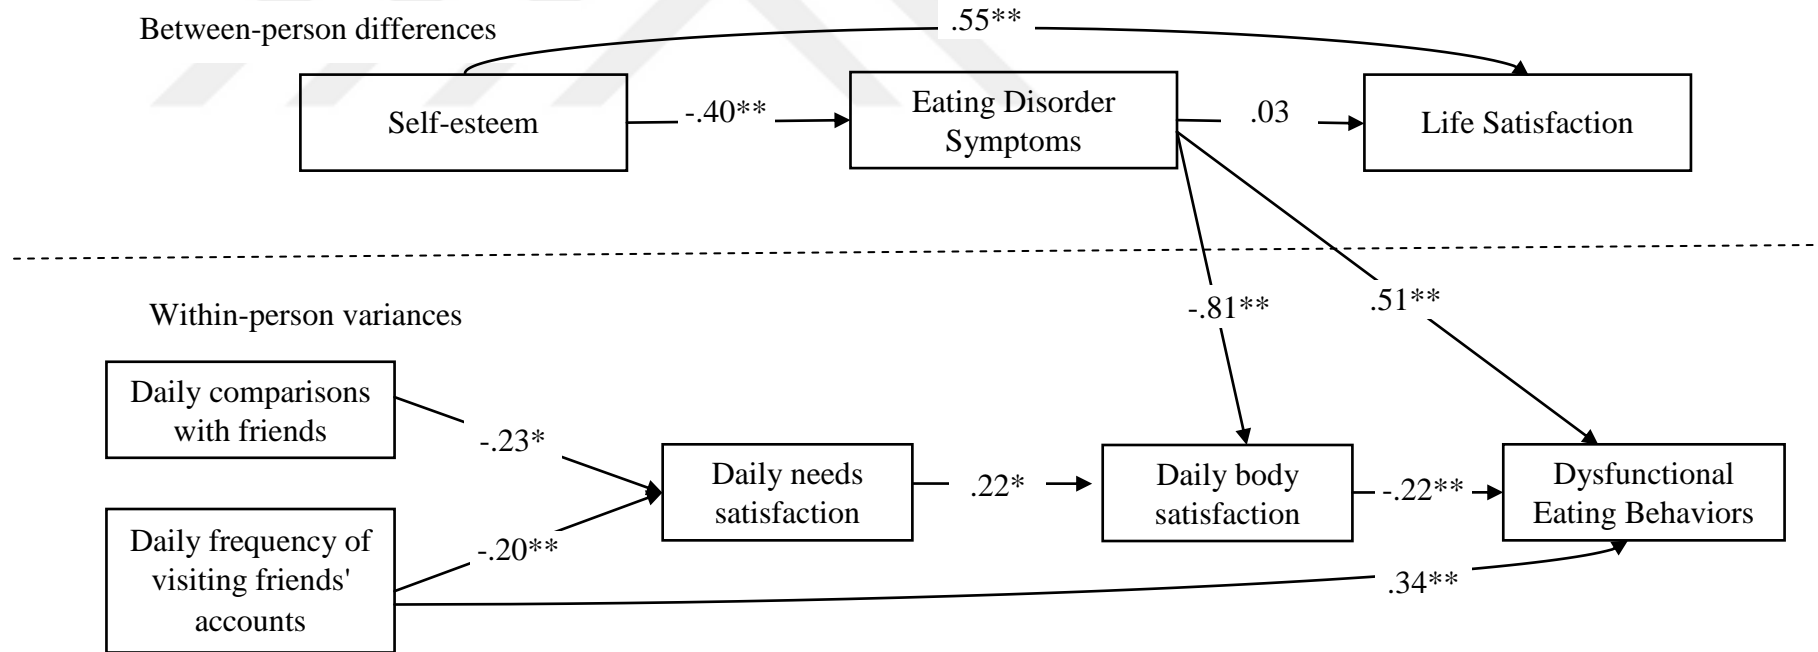 Between-person differences
.55**
Self-esteem
-.40**
Eating Disorder
Symptoms
.03
Life Satisfaction
-.81**
.51**
Within-person variances
Daily comparisons
with friends
-.23*
Daily needs
satisfaction
.22*
Daily body
satisfaction
-.22**
Dysfunctional
Eating Behaviors
Daily frequency of
visiting friends'
accounts
-.20**
.34**